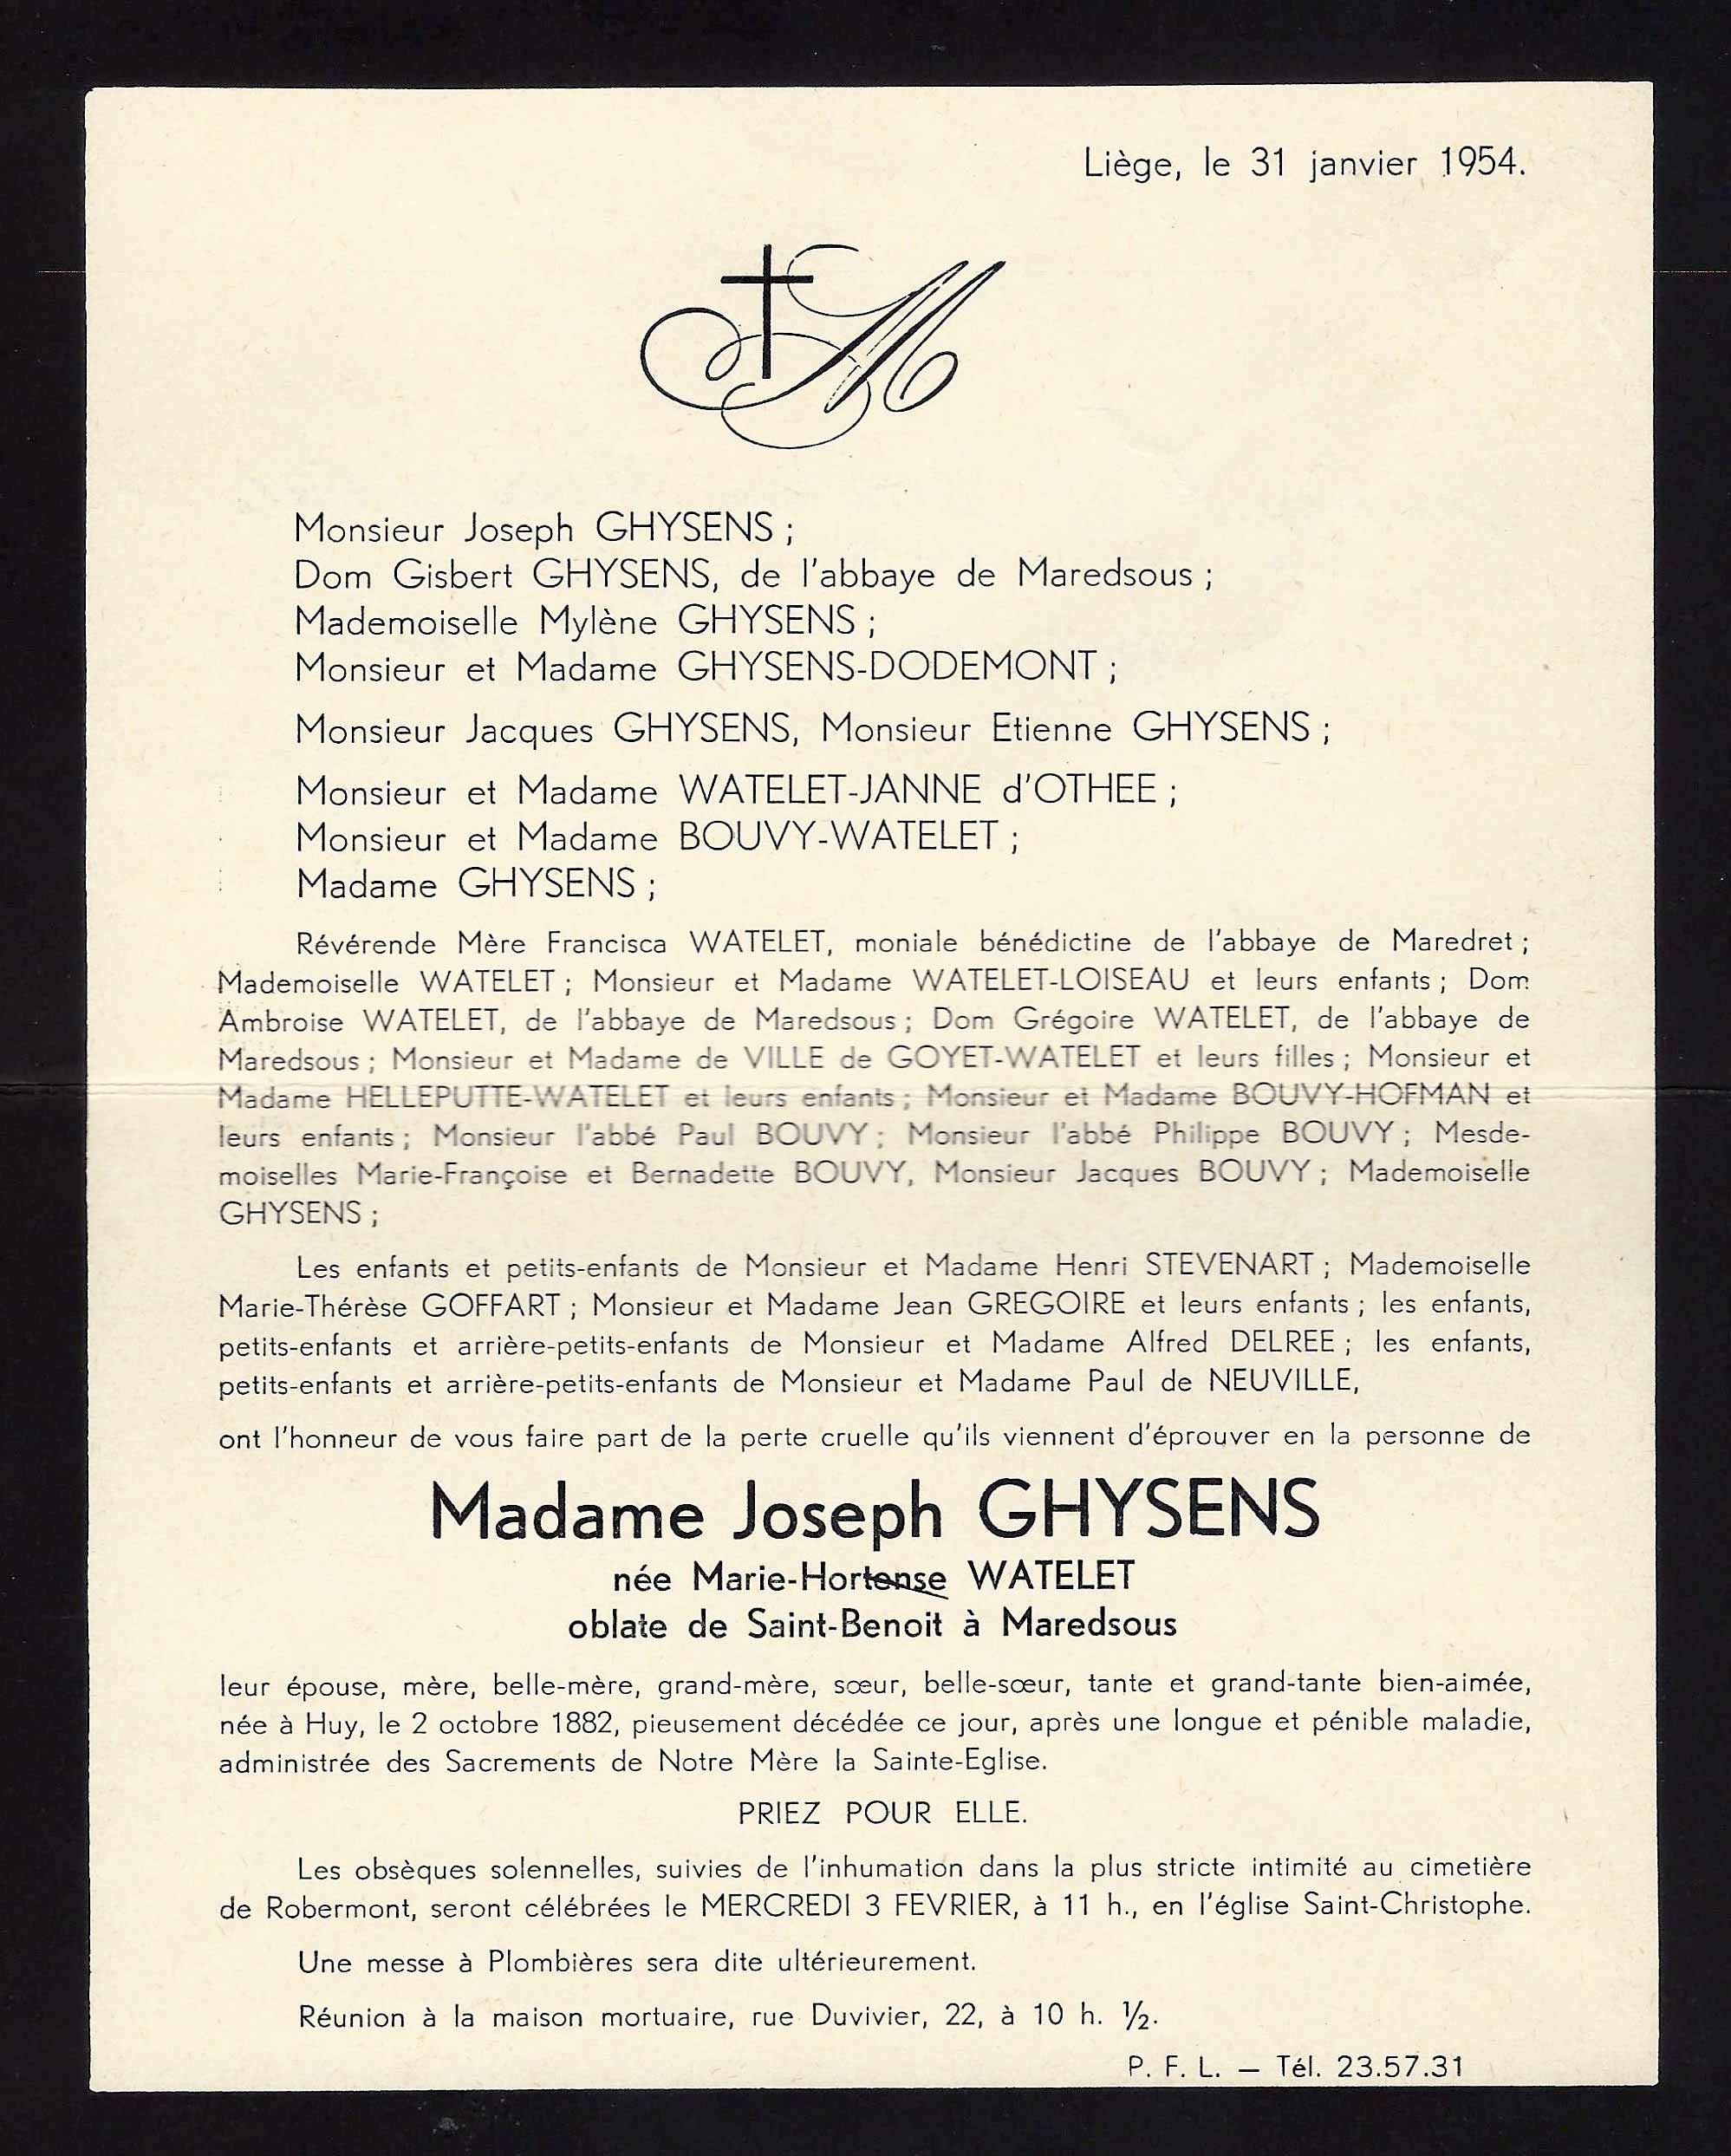 Liège, le 31 janvier 1954.
M
Monsieur Joseph GHYSENS ;
Dom Gisbert GHYSENS, de l'abbaye de Maredsous ;
Mademoiselle Mylène GHYSENS ;
Monsieur et Madame GHYSENS-DODEMONT ;
Monsieur Jacques GHYSENS, Monsieur Etienne GHYSENS ;
Monsieur et Madame WATELET-JANNE d'OTHEE ;
Monsieur et Madame BOUVY-WATELET ;
Madame GHYSENS ;
Révérende Mère Francisca WATELET, moniale bénédictine de l'abbaye de Maredret ;
Mademoiselle WATELET ; Monsieur et Madame WATELET-LOISEAU et leurs enfants ; Dom
Ambroise WATELET, de l'abbaye de Maredsous ; Dom Grégoire WATELET, de l'abbaye de
Maredsous ; Monsieur et Madame de VILLE de GOYET-WATELET et leurs filles ; Monsieur et
Madame HELLEPUTTE-WATELET et leurs enfants ; Monsieur et Madame BOUVY-HOFMAN et
leurs enfants ; Monsieur l'abbé Paul BOUVY ; Monsieur l'abbé Philippe BOUVY ; Mesde-
moiselles Marie-Françoise et Bernadette BOUVY, Monsieur Jacques BOUVY ; Mademoiselle
GHYSENS ;
Les enfants et petits-enfants de Monsieur et Madame Henri STEVENART ; Mademoiselle
Marie-Thérèse GOFFART ; Monsieur et Madame Jean GREGOIRE et leurs enfants ; les enfants,
petits-enfants et arrière-petits-enfants de Monsieur et Madame Alfred DELREE ; les enfants,
petits-enfants et arrière-petits-enfants de Monsieur et Madame Paul de NEUVILLE,
ont l'honneur de vous faire part de la perte cruelle qu'ils viennent d'éprouver en la personne de
Madame Joseph GHYSENS
née Marie-Hortense WATELET
oblate de Saint-Benoit à Maredsous
leur épouse, mère, belle-mère, grand-mère, sœur, belle-sœur, tante et grand-tante bien-aimée,
née à Huy, le 2 octobre 1882, pieusement décédée ce jour, après une longue et pénible maladie,
administrée des Sacrements de Notre Mère la Sainte-Eglise.
PRIEZ POUR ELLE.
Les obsèques solennelles, suivies de l'inhumation dans la plus stricte intimité au cimetière
de Robermont, seront célébrées le MERCREDI 3 FEVRIER, à 11 h., en l'église Saint-Christophe.
Une messe à Plombières sera dite ultérieurement.
Réunion à la maison mortuaire, rue Duvivier, 22, à 10 h. ½.
P. F. L. — Tél. 23.57.31